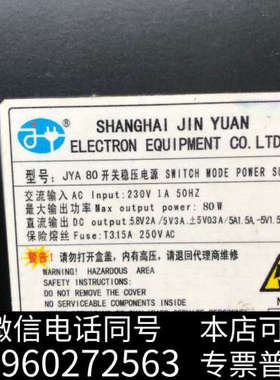 SHANGHAI JIN YUAN
ELECTRON EQUIPMENT CO.LTD
型号: JYA 80 开关稳压电源 SWITCH MODE POWER SU
交流输入 AC Input: 230V 1A 50HZ
最大输出功率 Max output power: 80W
直流输出 DC output: 5.8V2A/5V3A.±5V03A/5A1.5A,-5V1.5
保险熔丝 Fuse: T3.15A 250VAC
警告! 请勿打开盒盖,内有高压,请回代理商维修
WARNING! HAZARDOUS AREA
SAFETY INSTRUCTIONS:
DO NOT REMOVE THE COVER
NO SERVICEABLE COMPONENTS INSIDE
微信电话同号
本店可
960272563
专票普票